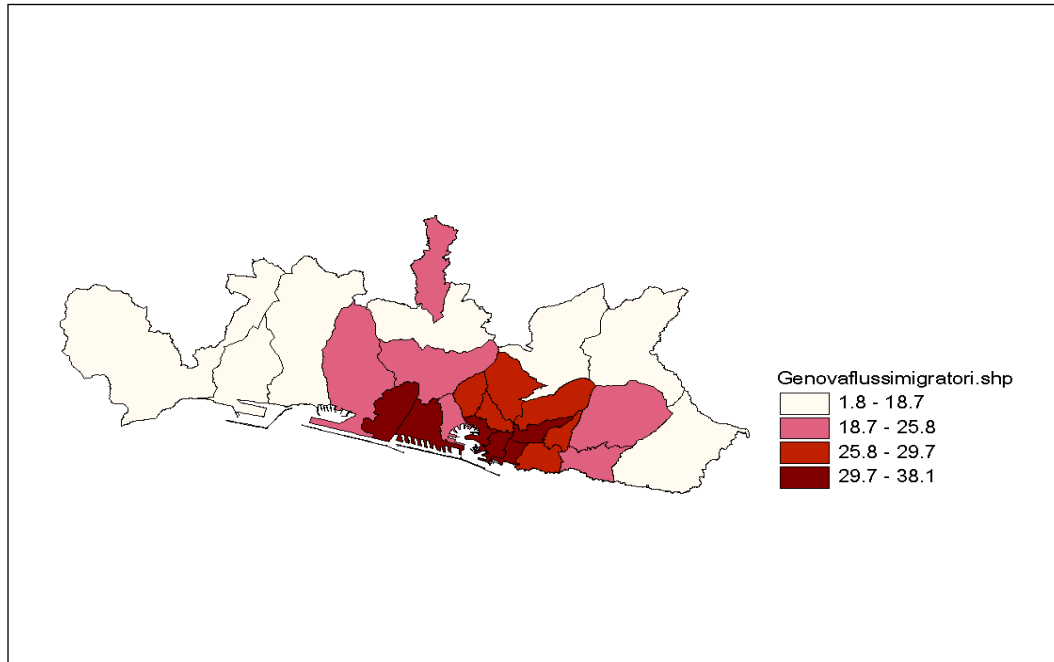 Genovaflussimigratori.shp
1.8 - 18.7
18.7 - 25.8
25.8 - 29.7
29.7 - 38.1